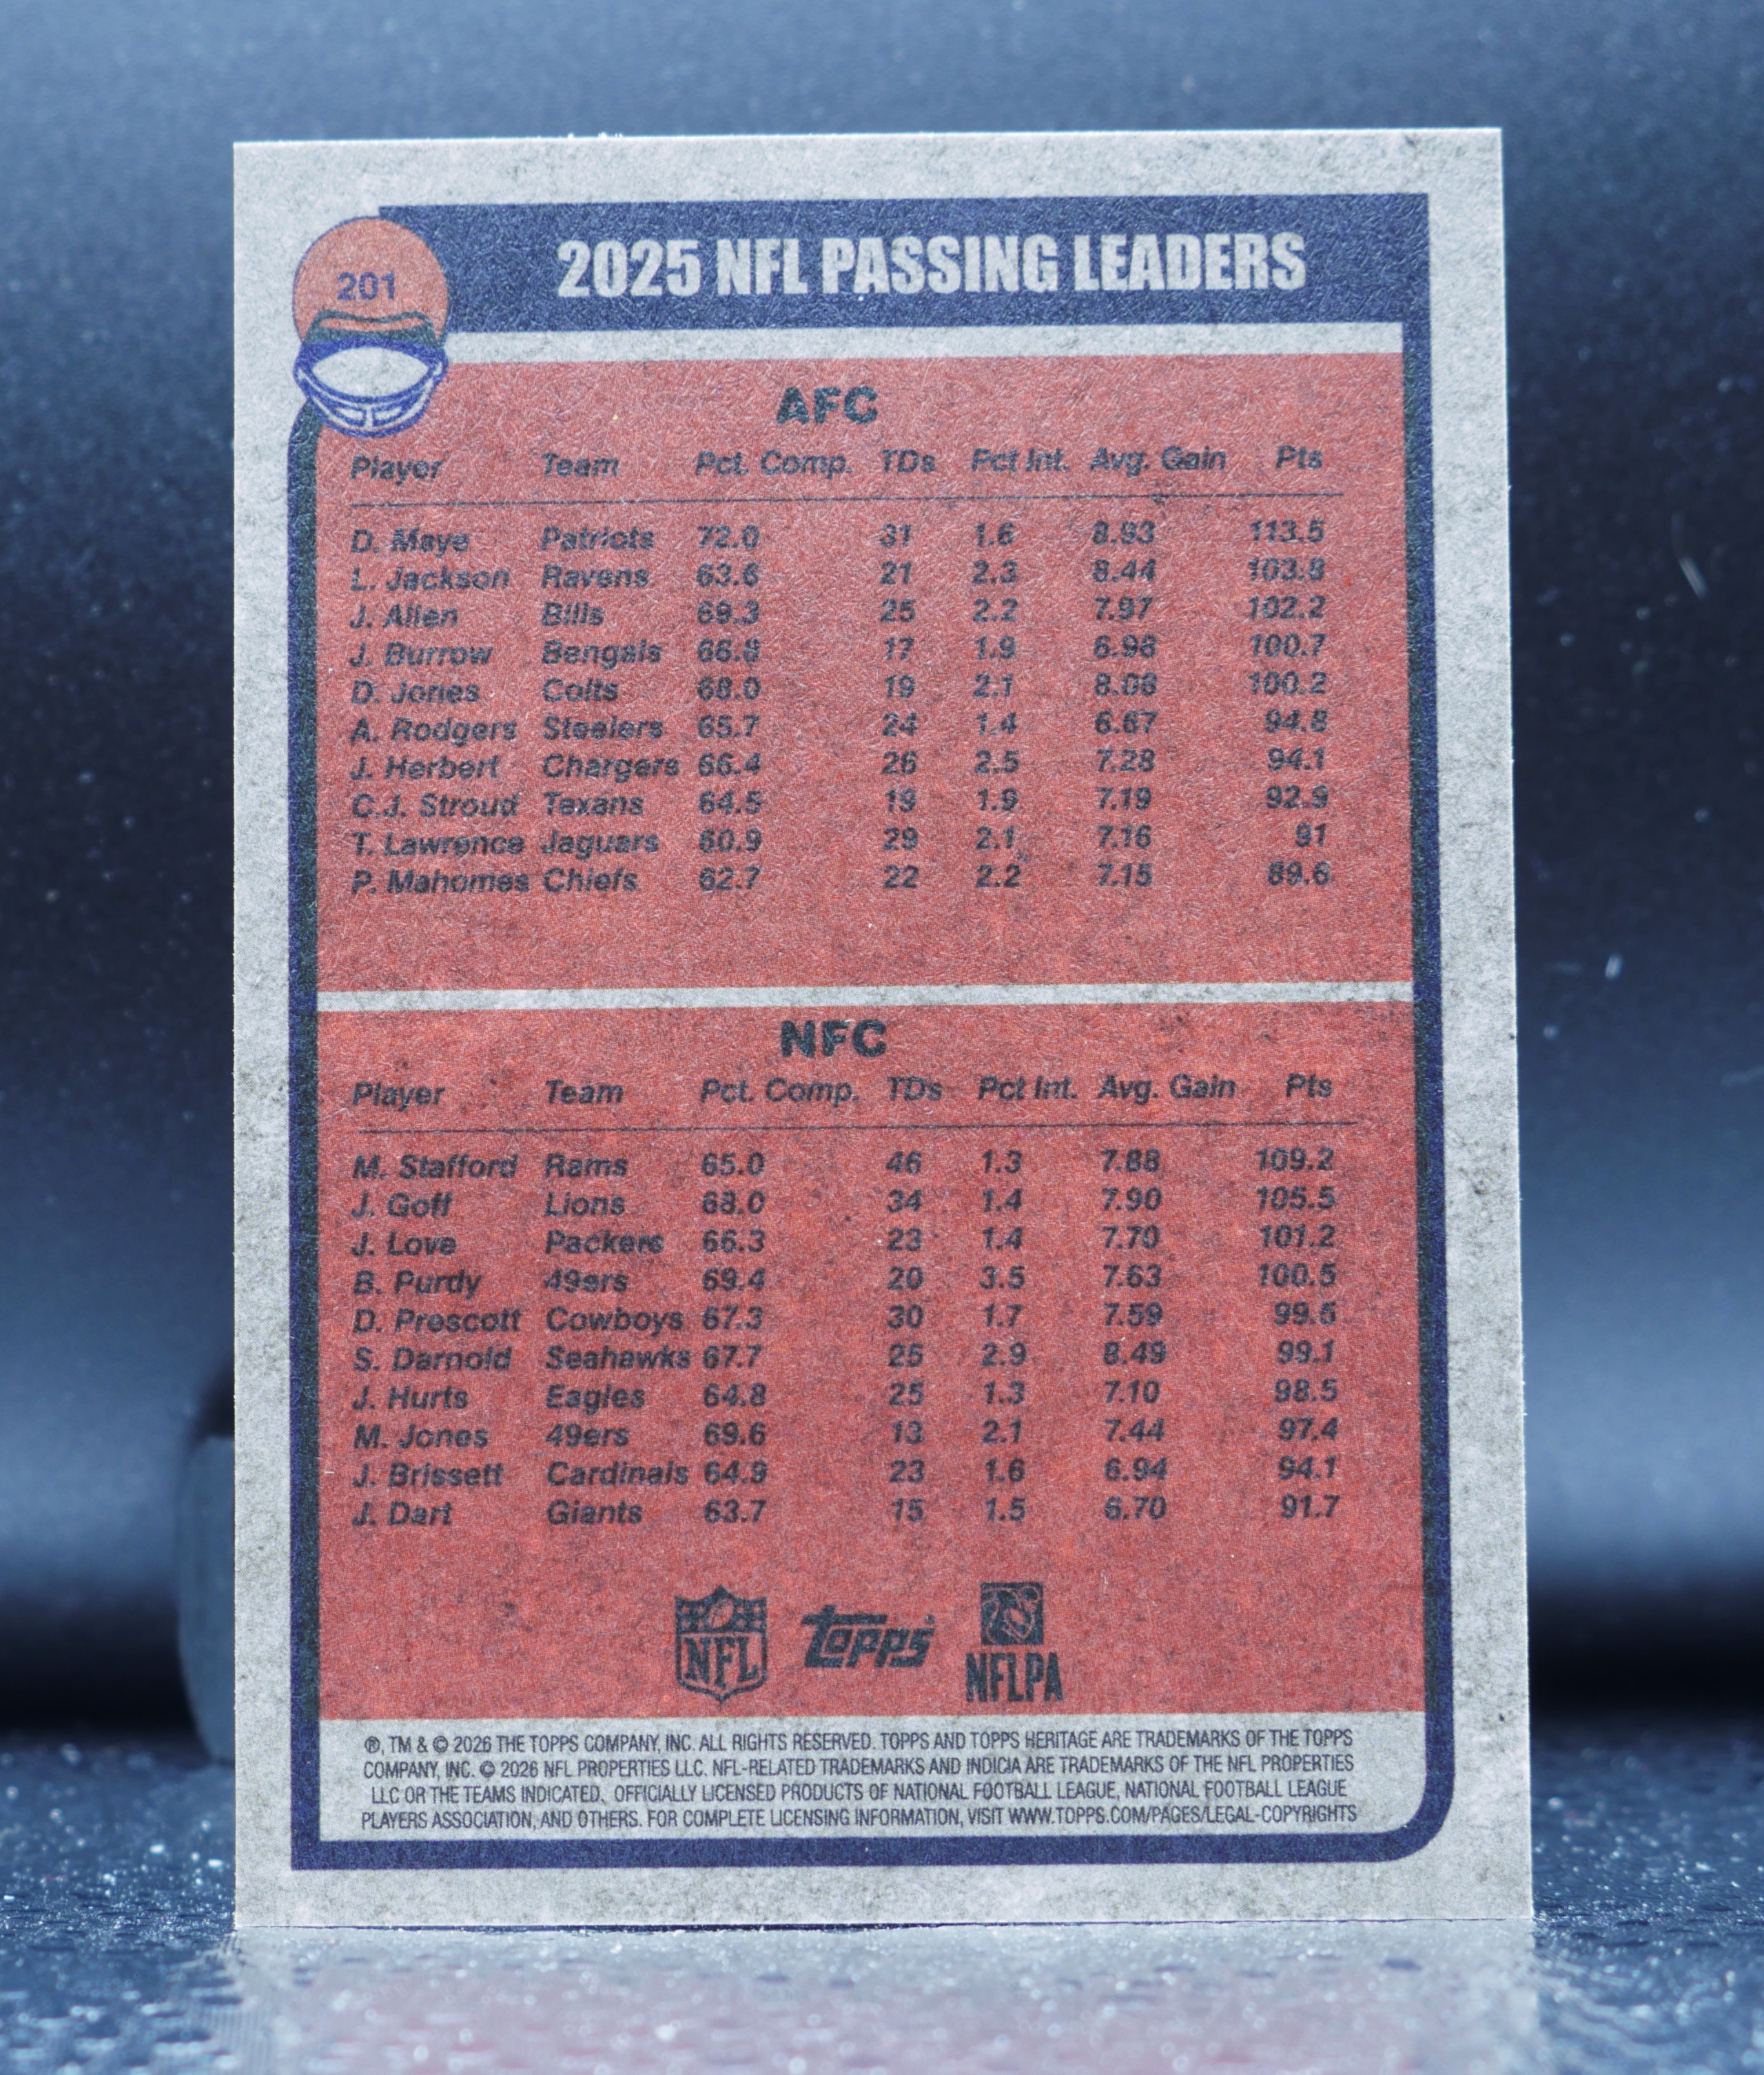 201
2025 NFL PASSING LEADERS
AFC
Player Team Pct. Comp. TDs Pct Int. Avg. Gain Pts
D. Maye Patriots 72.0 31 1.6 8.93 113.5
L. Jackson Ravens 63.6 21 2.3 8.44 103.8
J. Allen Bills 69.3 25 2.2 7.97 102.2
J. Burrow Bengals 66.8 17 1.9 6.98 100.7
D. Jones Colts 68.0 19 2.1 8.08 100.2
A. Rodgers Steelers 65.7 24 1.4 6.67 94.8
J. Herbert Chargers 66.4 26 2.5 7.28 94.1
C.J. Stroud Texans 64.5 19 1.9 7.19 92.9
T. Lawrence Jaguars 60.9 29 2.1 7.16 91
P. Mahomes Chiefs 62.7 22 2.2 7.15 89.6
NFC
Player Team Pct. Comp. TDs Pct Int. Avg. Gain Pts
M. Stafford Rams 65.0 46 1.3 7.88 109.2
J. Goff Lions 68.0 34 1.4 7.90 105.5
J. Love Packers 66.3 23 1.4 7.70 101.2
B. Purdy 49ers 69.4 20 3.5 7.63 100.5
D. Prescott Cowboys 67.3 30 1.7 7.59 99.5
S. Darnold Seahawks 67.7 25 2.9 8.49 99.1
J. Hurts Eagles 64.8 25 1.3 7.10 98.5
M. Jones 49ers 69.6 13 2.1 7.44 97.4
J. Brissett Cardinals 64.9 23 1.6 6.94 94.1
J. Dart Giants 63.7 15 1.5 6.70 91.7
NFL topps NFLPA
®, TM & © 2026 THE TOPPS COMPANY, INC. ALL RIGHTS RESERVED. TOPPS AND TOPPS HERITAGE ARE TRADEMARKS OF THE TOPPS
COMPANY, INC. © 2026 NFL PROPERTIES LLC. NFL-RELATED TRADEMARKS AND INDICIA ARE TRADEMARKS OF THE NFL PROPERTIES
LLC OR THE TEAMS INDICATED. OFFICIALLY LICENSED PRODUCTS OF NATIONAL FOOTBALL LEAGUE, NATIONAL FOOTBALL LEAGUE
PLAYERS ASSOCIATION, AND OTHERS. FOR COMPLETE LICENSING INFORMATION, VISIT WWW.TOPPS.COM/PAGES/LEGAL-COPYRIGHTS